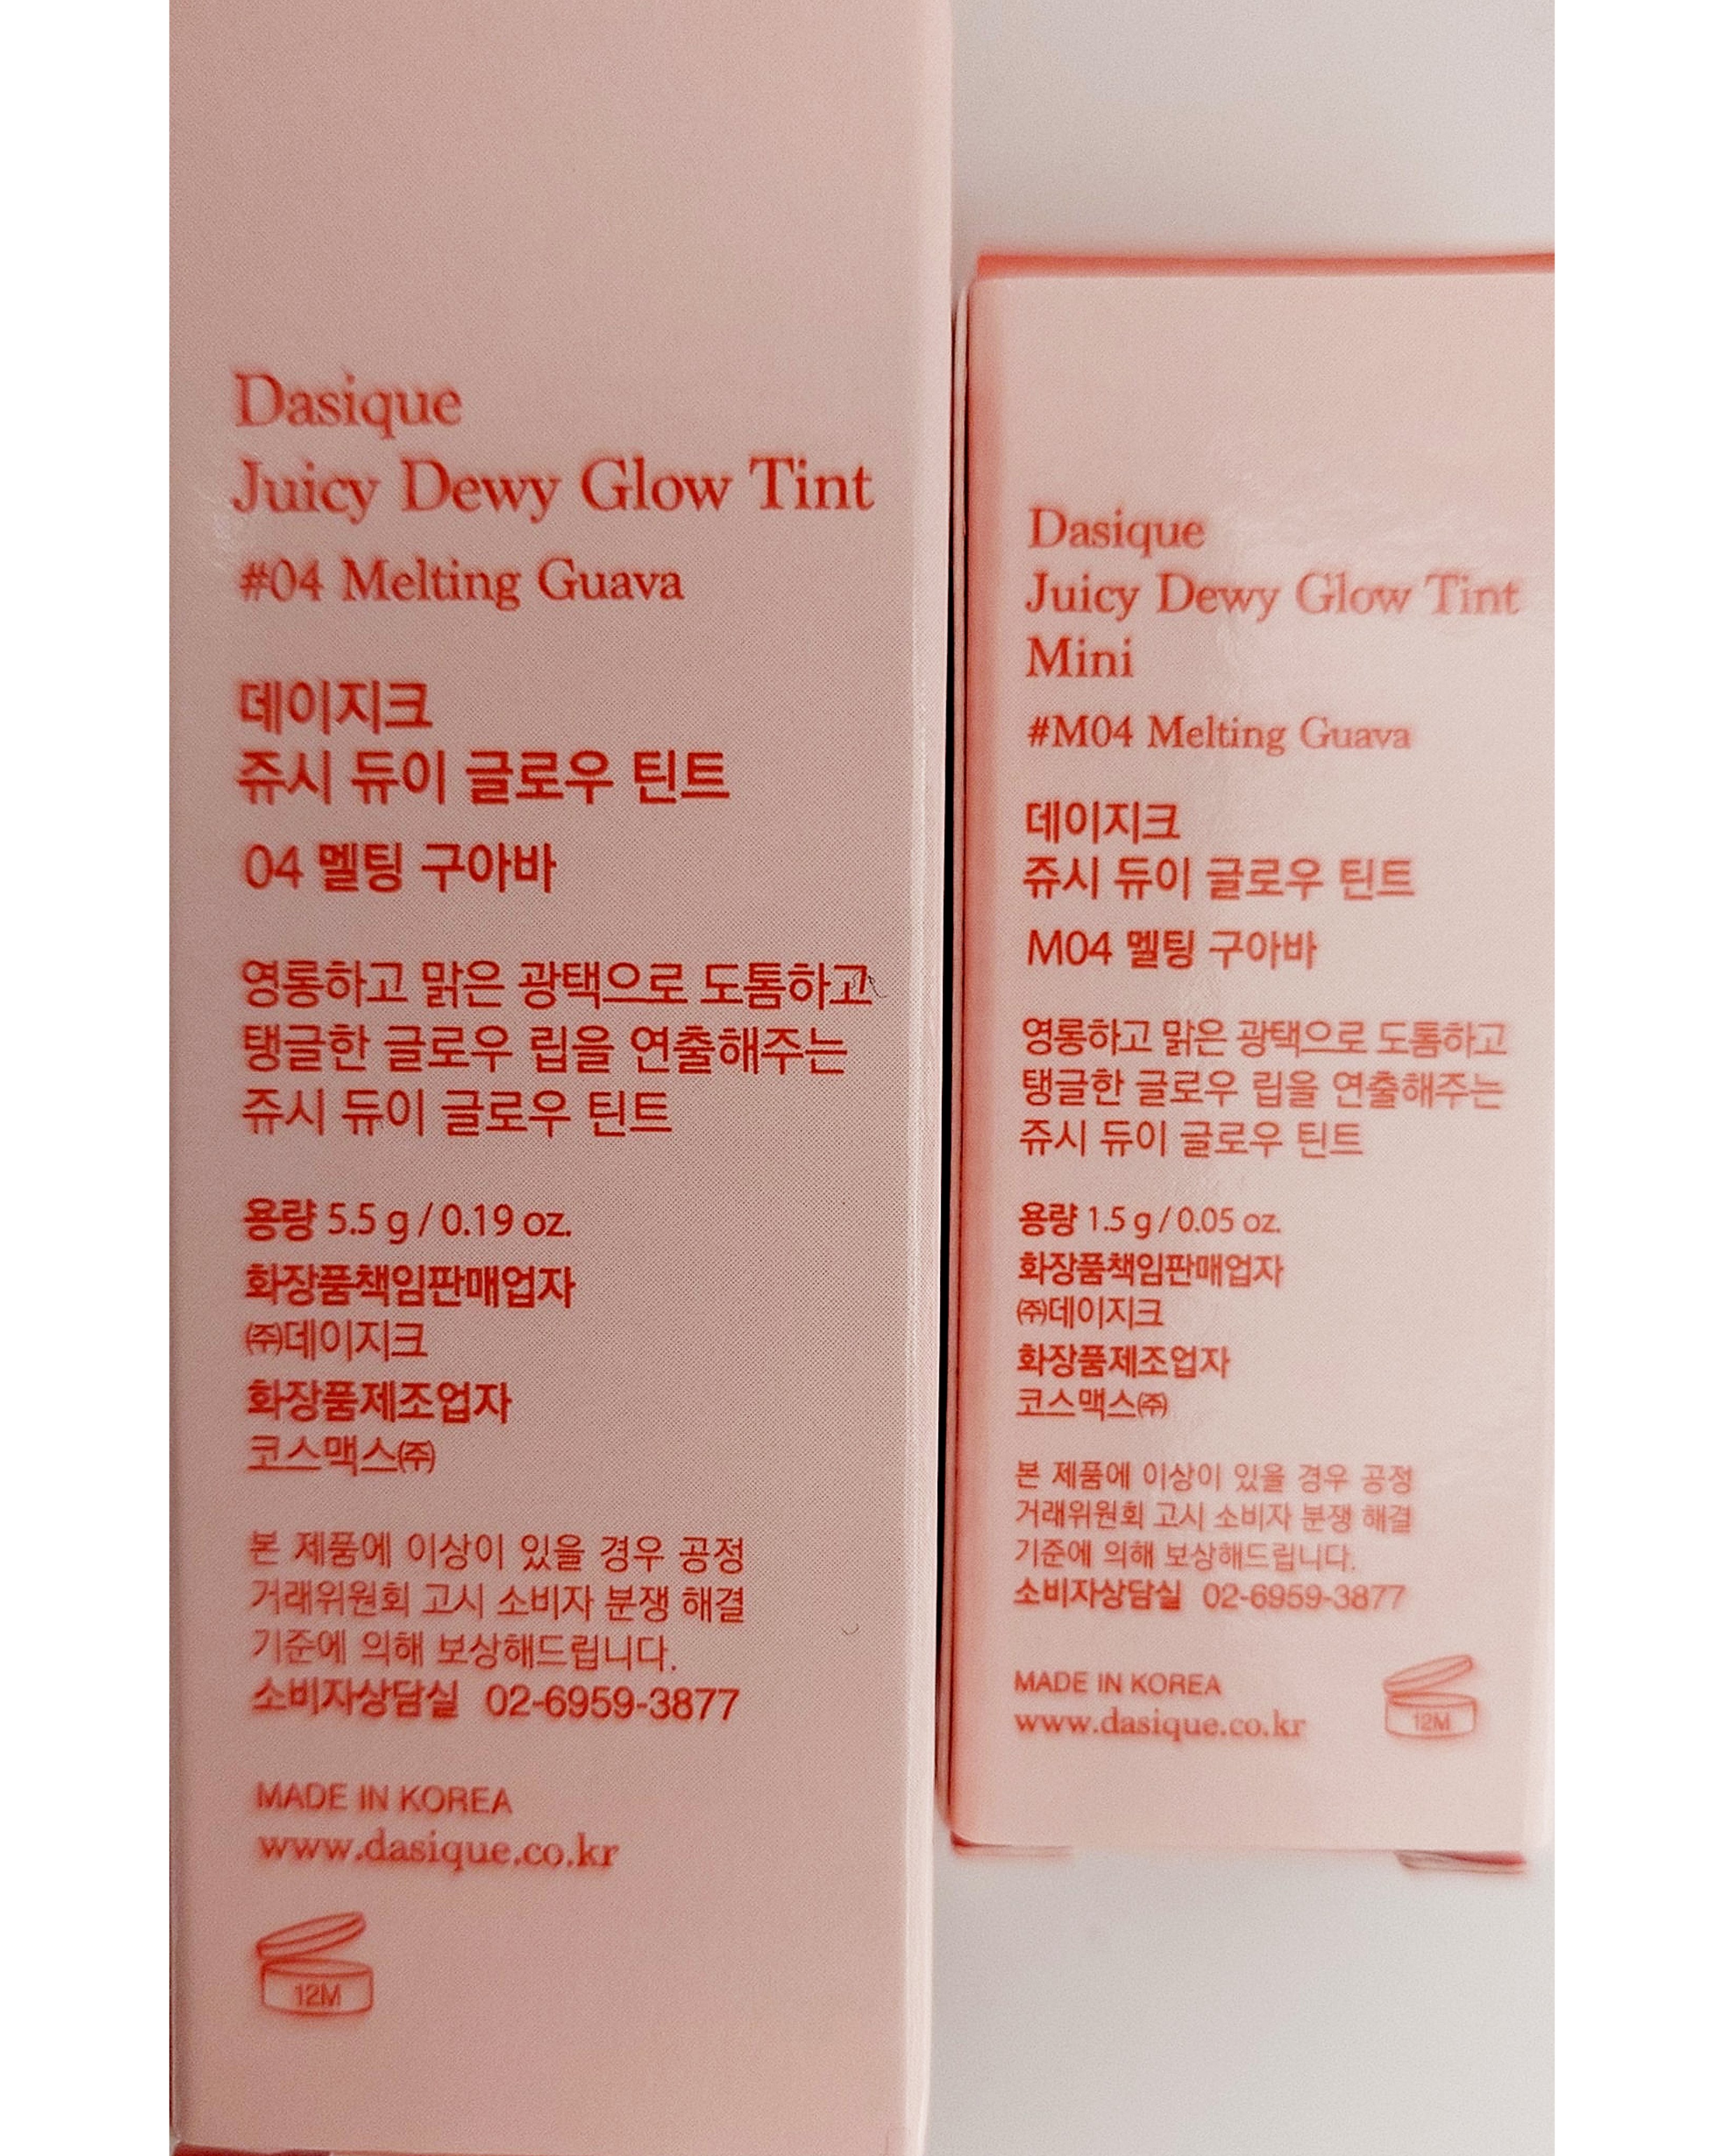 Dasique
Juicy Dewy Glow Tint
#04 Melting Guava
데이지크
쥬시 듀이 글로우 틴트
04 멜팅 구아바
영롱하고 맑은 광택으로 도톰하고
탱글한 글로우 립을 연출해주는
쥬시 듀이 글로우 틴트
용량 5.5 g / 0.19 oz.
화장품책임판매업자
㈜데이지크
화장품제조업자
코스맥스㈜
본 제품에 이상이 있을 경우 공정
거래위원회 고시 소비자 분쟁 해결
기준에 의해 보상해드립니다.
소비자상담실 02-6959-3877
MADE IN KOREA
www.dasique.co.kr
12M
Dasique
Juicy Dewy Glow Tint
Mini
#M04 Melting Guava
데이지크
쥬시 듀이 글로우 틴트
M04 멜팅 구아바
영롱하고 맑은 광택으로 도톰하고
탱글한 글로우 립을 연출해주는
쥬시 듀이 글로우 틴트
용량 1.5 g / 0.05 oz.
화장품책임판매업자
㈜데이지크
화장품제조업자
코스맥스㈜
본 제품에 이상이 있을 경우 공정
거래위원회 고시 소비자 분쟁 해결
기준에 의해 보상해드립니다.
소비자상담실 02-6959-3877
MADE IN KOREA
www.dasique.co.kr
12M